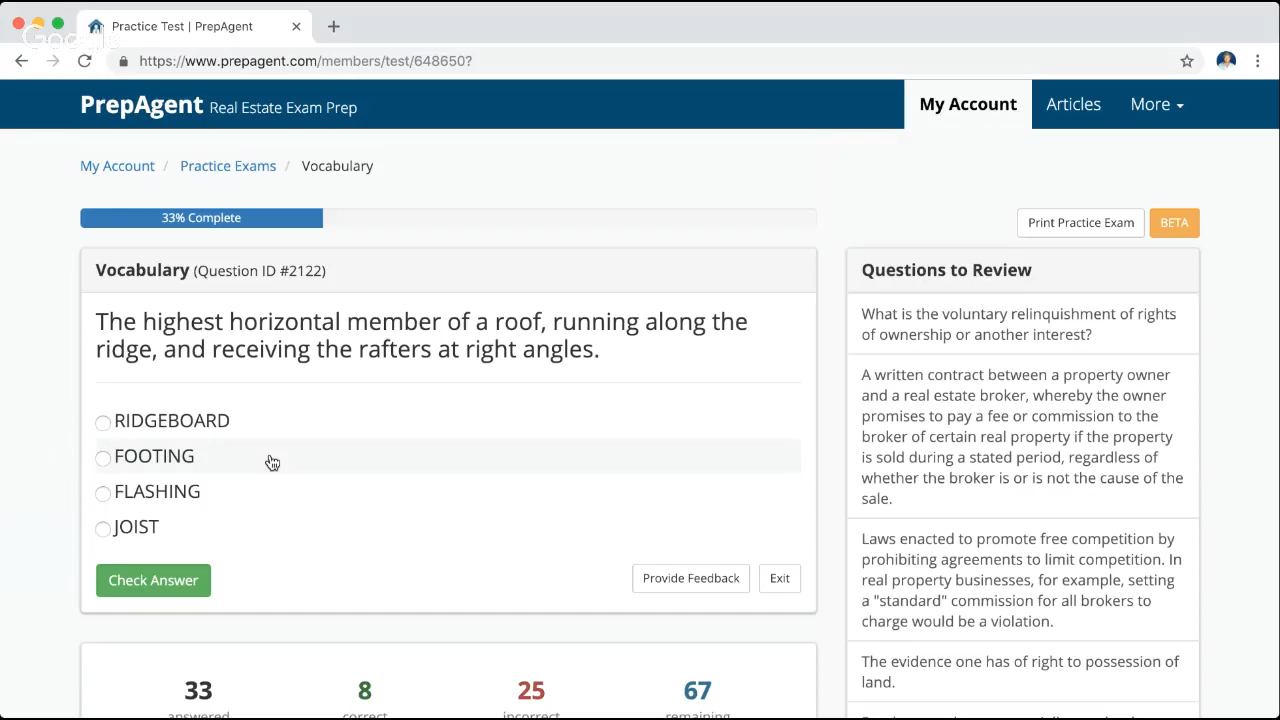 Practice Test | PrepAgent
https://www.prepagent.com/members/test/648650?
PrepAgent Real Estate Exam Prep
My Account Articles More
My Account / Practice Exams / Vocabulary
33% Complete
Print Practice Exam BETA
Vocabulary (Question ID #2122)
The highest horizontal member of a roof, running along the
ridge, and receiving the rafters at right angles.
RIDGEBOARD
FOOTING
FLASHING
JOIST
Check Answer Provide Feedback Exit
33 8 25 67
answered correct incorrect remaining
Questions to Review
What is the voluntary relinquishment of rights
of ownership or another interest?
A written contract between a property owner
and a real estate broker, whereby the owner
promises to pay a fee or commission to the
broker of certain real property if the property
is sold during a stated period, regardless of
whether the broker is or is not the cause of the
sale.
Laws enacted to promote free competition by
prohibiting agreements to limit competition. In
real property businesses, for example, setting
a "standard" commission for all brokers to
charge would be a violation.
The evidence one has of right to possession of
land.